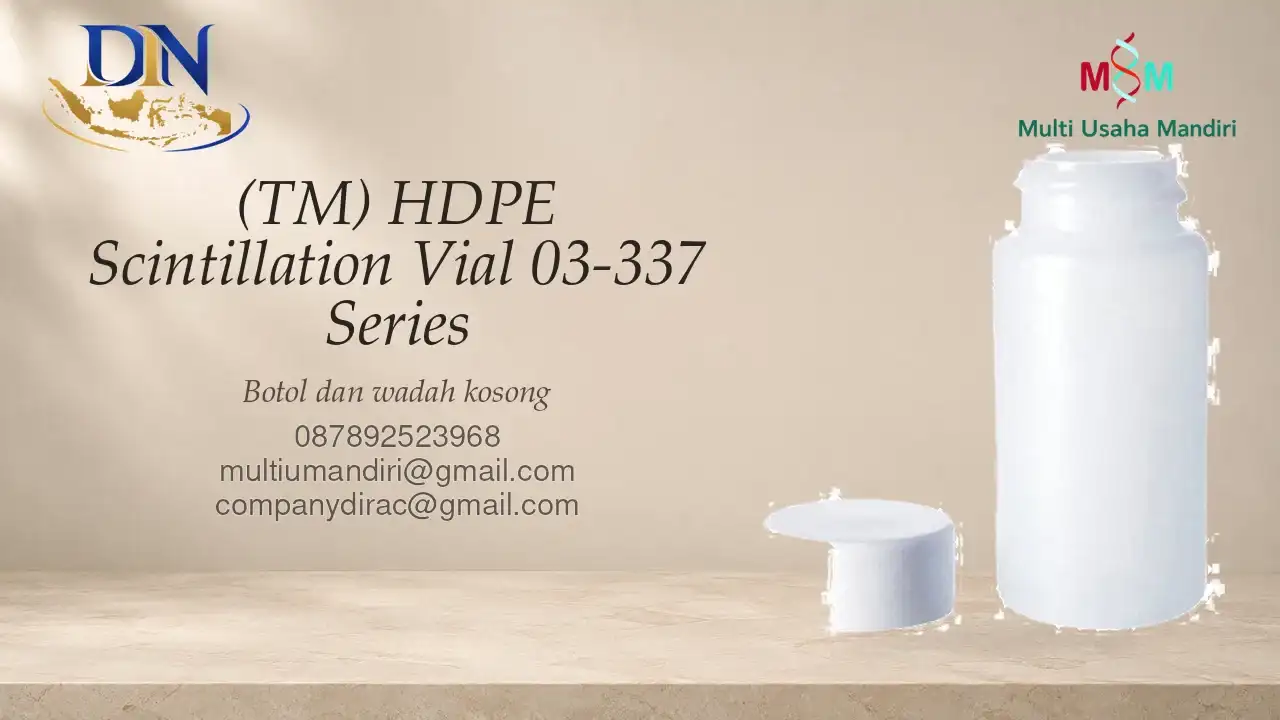 DN
M M
Multi Usaha Mandiri
(TM) HDPE
Scintillation Vial 03-337
Series
Botol dan wadah kosong
087892523968
multiumandiri@gmail.com
companydirac@gmail.com